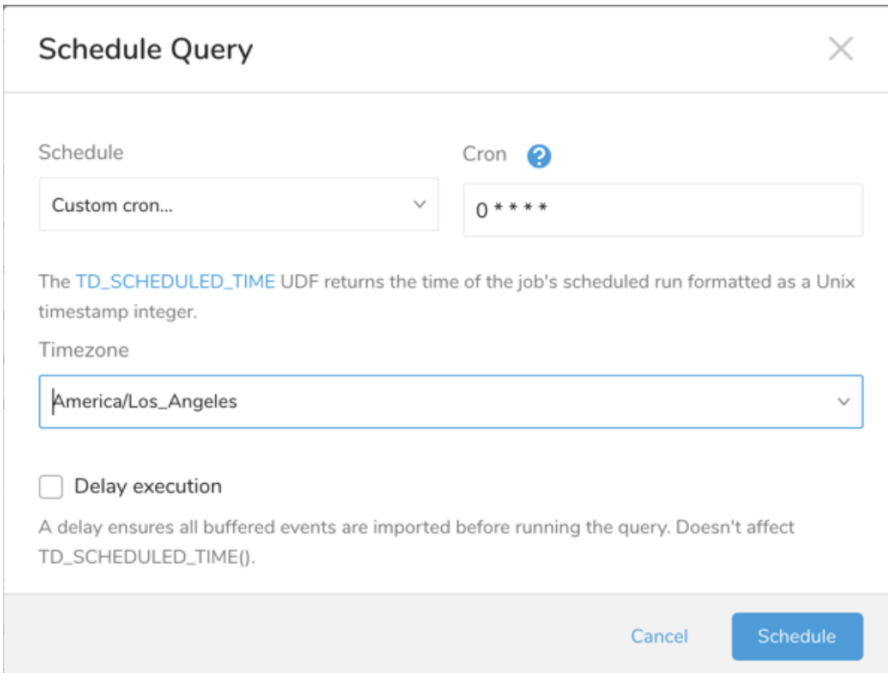 Schedule Query
Schedule
Cron
?
Custom cron...
0 * * * *
The TD_SCHEDULED_TIME UDF returns the time of the job's scheduled run formatted as a Unix
timestamp integer.
Timezone
America/Los_Angeles
Delay execution
A delay ensures all buffered events are imported before running the query. Doesn't affect
TD_SCHEDULED_TIME().
Cancel
Schedule